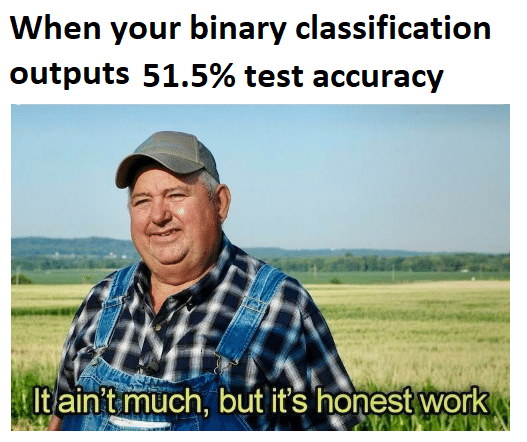 When your binary classification
outputs 51.5% test accuracy
It ain't much, but it's honest work